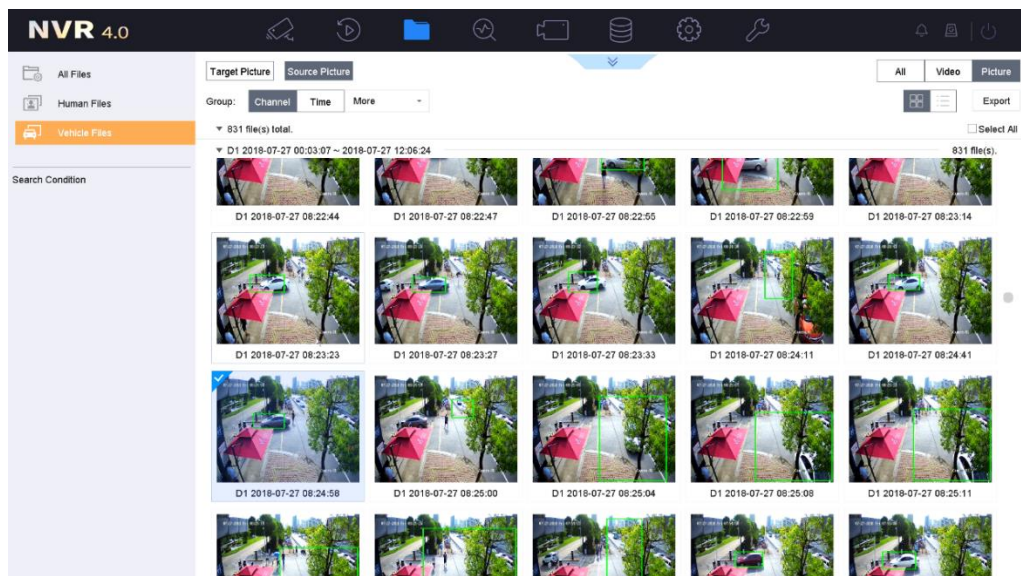 NVR 4.0
All Files
Human Files
Vehicle Files
Search Condition
Target Picture Source Picture
All Video Picture
Group: Channel Time More
Export
831 file(s) total.
Select All
D1 2018-07-27 00:03:07 ~ 2018-07-27 12:06:24
831 file(s).
D1 2018-07-27 08:22:44 D1 2018-07-27 08:22:47 D1 2018-07-27 08:22:55 D1 2018-07-27 08:22:59 D1 2018-07-27 08:23:14
D1 2018-07-27 08:23:23 D1 2018-07-27 08:23:27 D1 2018-07-27 08:23:33 D1 2018-07-27 08:24:11 D1 2018-07-27 08:24:41
D1 2018-07-27 08:24:58 D1 2018-07-27 08:25:00 D1 2018-07-27 08:25:04 D1 2018-07-27 08:25:08 D1 2018-07-27 08:25:11